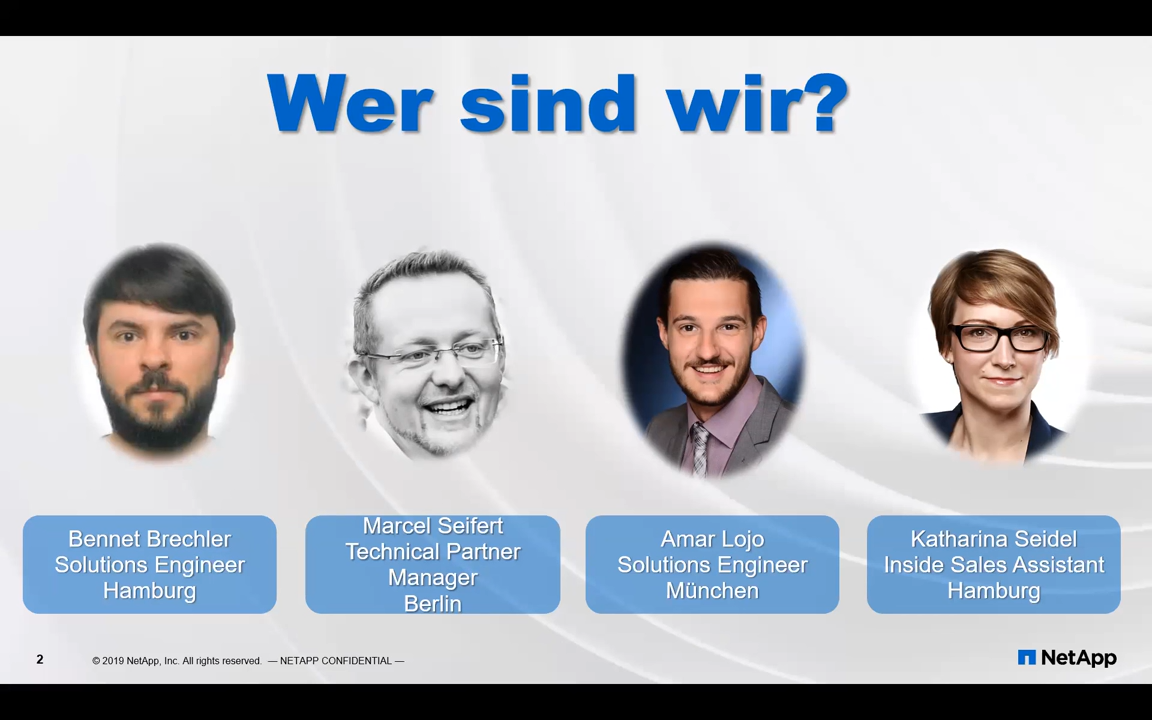 Wer sind wir?
Bennet Brechler
Solutions Engineer
Hamburg
Marcel Seifert
Technical Partner
Manager
Berlin
Amar Lojo
Solutions Engineer
München
Katharina Seidel
Inside Sales Assistant
Hamburg
2
© 2019 NetApp, Inc. All rights reserved. — NETAPP CONFIDENTIAL —
NetApp